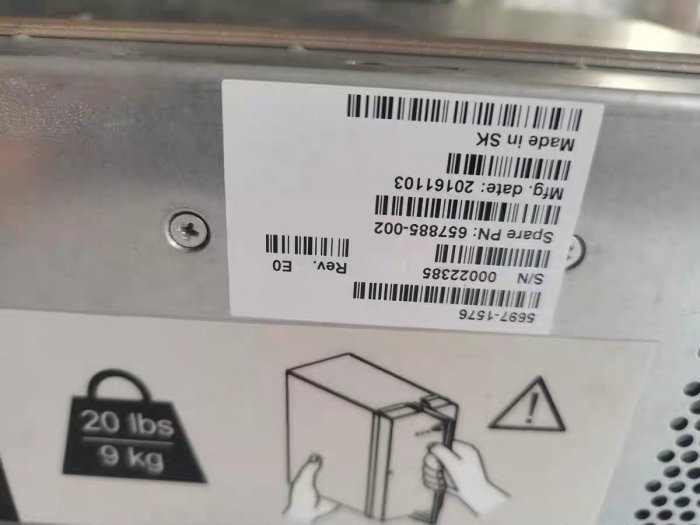 5697-1576
S/N 00022385
Rev. E0
Spare PN: 657885-002
Mfg. date: 20161103
Made in SK
20 lbs
9 kg